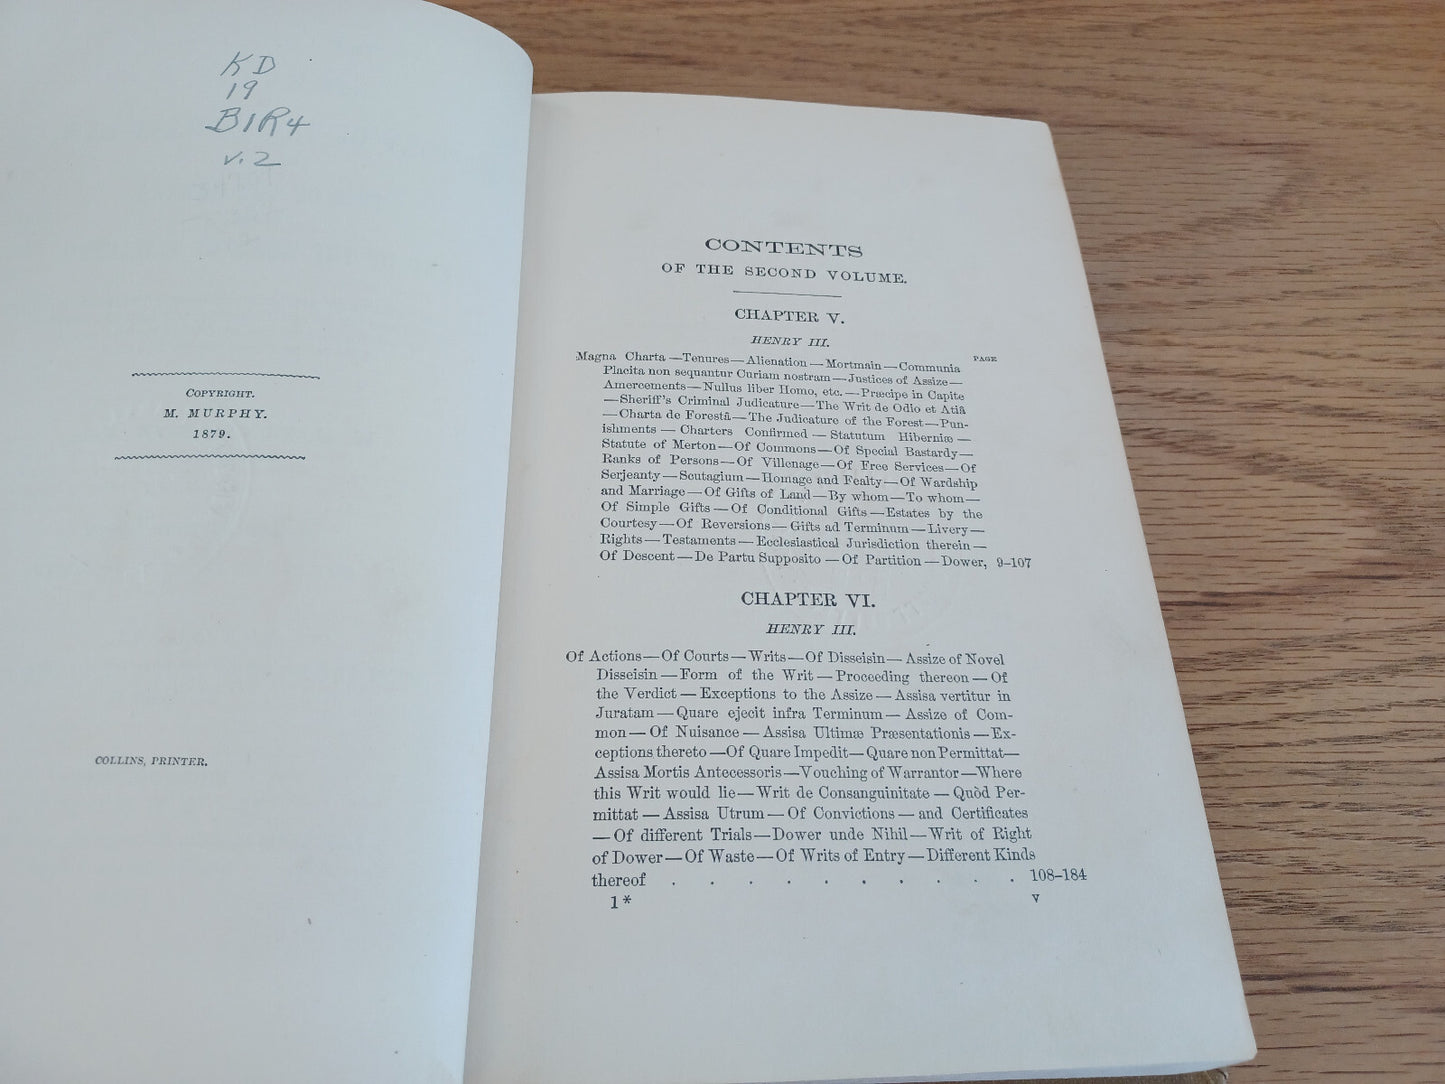 KD
19
B1R4
v.2
COPYRIGHT.
M. MURPHY.
1879.
COLLINS, PRINTER.
CONTENTS
OF THE SECOND VOLUME.
CHAPTER V.
HENRY III.
PAGE
Magna Charta—Tenures—Alienation—Mortmain—Communia
Placita non sequantur Curiam nostram—Justices of Assize—
Amercements—Nullus liber Homo, etc.—Præcipe in Capite
—Sheriff's Criminal Judicature—The Writ de Odio et Atiâ
—Charta de Forestâ—The Judicature of the Forest—Pun-
ishments—Charters Confirmed—Statutum Hiberniæ—
Statute of Merton—Of Commons—Of Special Bastardy—
Ranks of Persons—Of Villenage—Of Free Services—Of
Serjeanty—Scutagium—Homage and Fealty—Of Wardship
and Marriage—Of Gifts of Land—By whom—To whom—
Of Simple Gifts—Of Conditional Gifts—Estates by the
Courtesy—Of Reversions—Gifts ad Terminum—Livery—
Rights—Testaments—Ecclesiastical Jurisdiction therein—
Of Descent—De Partu Supposito—Of Partition—Dower, 9-107
CHAPTER VI.
HENRY III.
Of Actions—Of Courts—Writs—Of Disseisin—Assize of Novel
Disseisin—Form of the Writ—Proceeding thereon—Of
the Verdict—Exceptions to the Assize—Assisa vertitur in
Juratam—Quare ejecit infra Terminum—Assize of Com-
mon—Of Nuisance—Assisa Ultimæ Præsentationis—Ex-
ceptions thereto—Of Quare Impedit—Quare non Permittat—
Assisa Mortis Antecessoris—Vouching of Warrantor—Where
this Writ would lie—Writ de Consanguinitate—Quòd Per-
mittat—Assisa Utrum—Of Convictions—and Certificates
—Of different Trials—Dower unde Nihil—Writ of Right
of Dower—Of Waste—Of Writs of Entry—Different Kinds
thereof . . . . . . . . . . 108-184
1* v